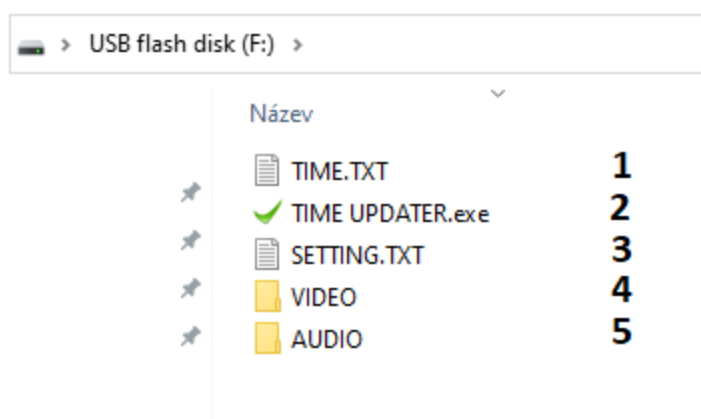 USB flash disk (F:)
Název
TIME.TXT 1
TIME UPDATER.exe 2
SETTING.TXT 3
VIDEO 4
AUDIO 5